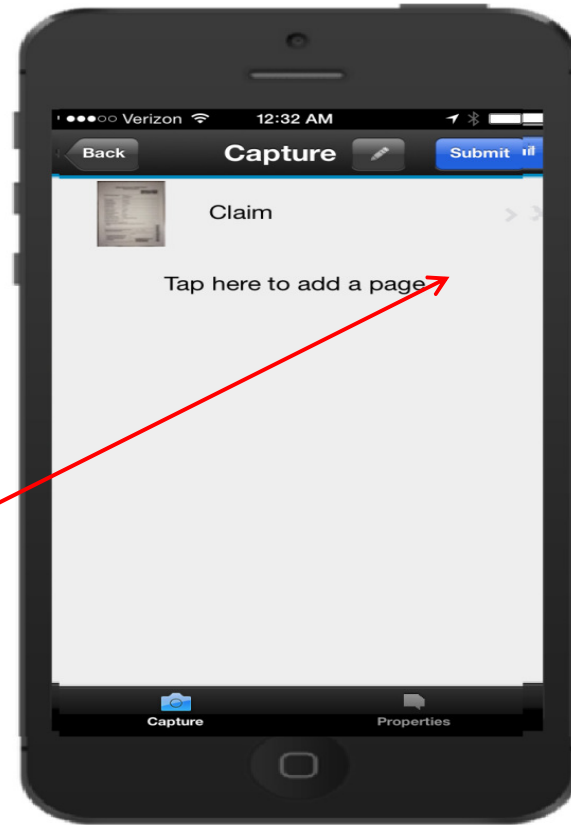 Verizon 12:32 AM
Back Capture Submit
Claim
Tap here to add a page
Capture Properties